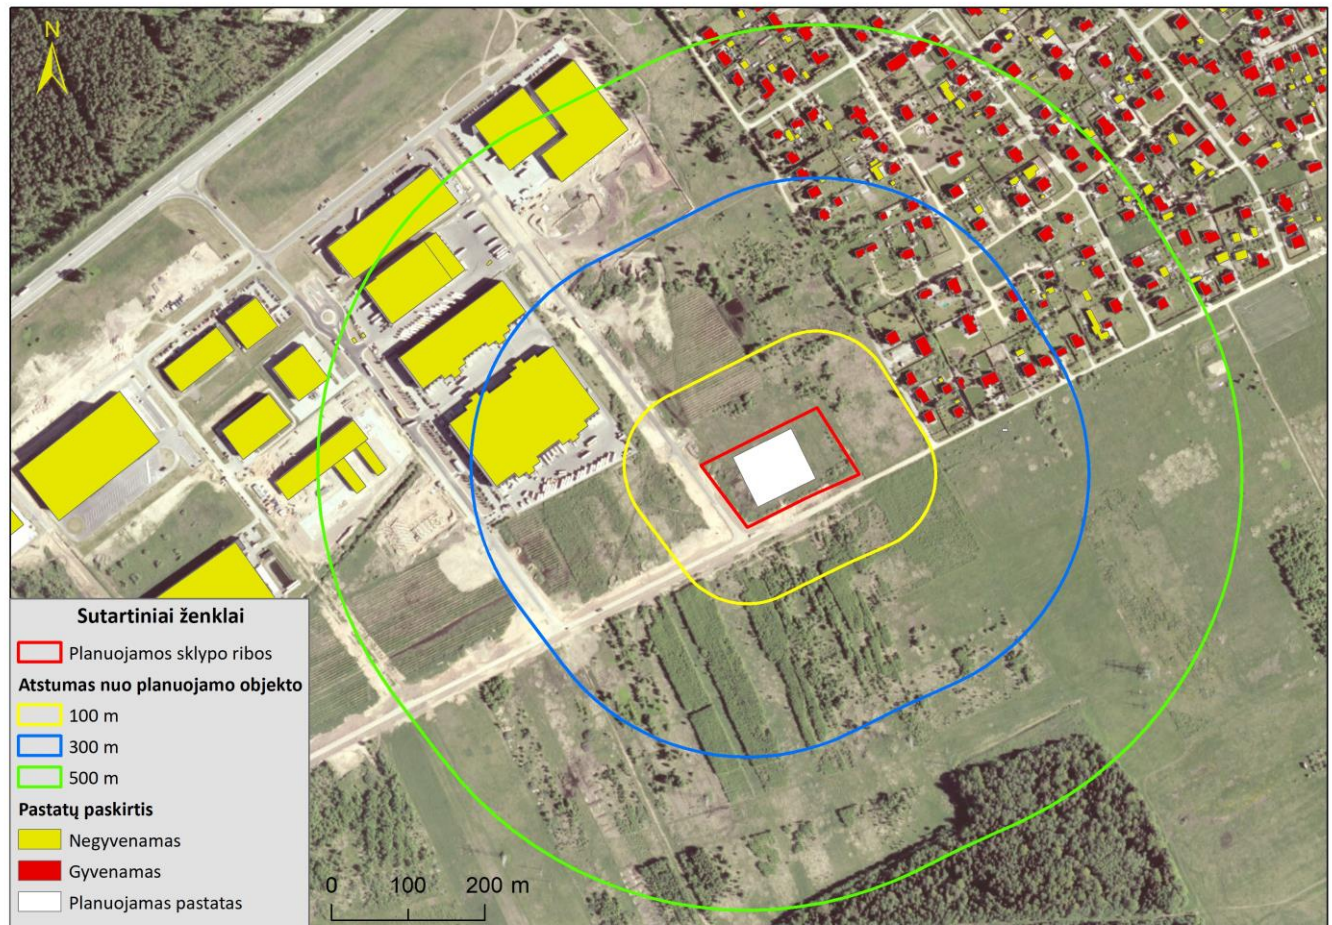 N
Sutartiniai ženklai
Planuojamos sklypo ribos
Atstumas nuo planuojamo objekto
100 m
300 m
500 m
Pastatų paskirtis
Negyvenamas
Gyvenamas
Planuojamas pastatas
0 100 200 m